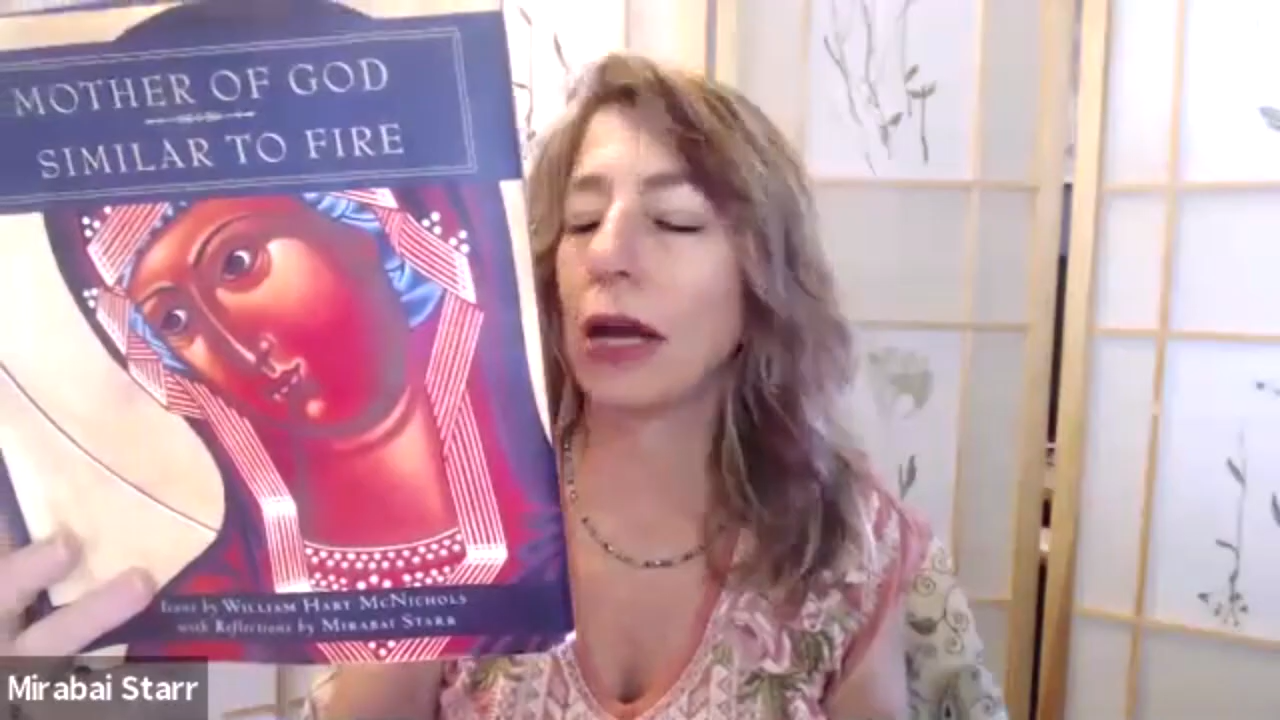 MOTHER OF GOD
SIMILAR TO FIRE
Icons by WILLIAM HART MCNICHOLS
with Reflections by MIRABAI STARR
Mirabai Starr